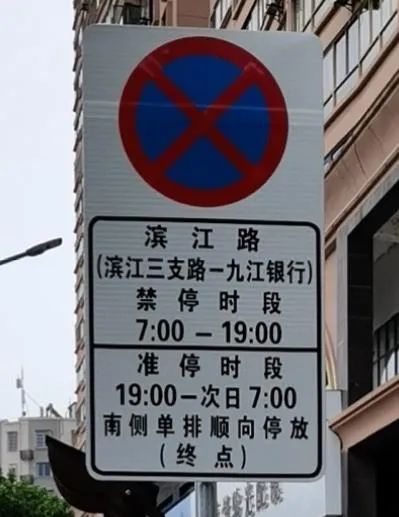 滨江路
(滨江三支路一九江银行)
禁停时段
7:00－19:00
准停时段
19:00－次日7:00
南侧单排顺向停放
(终点)